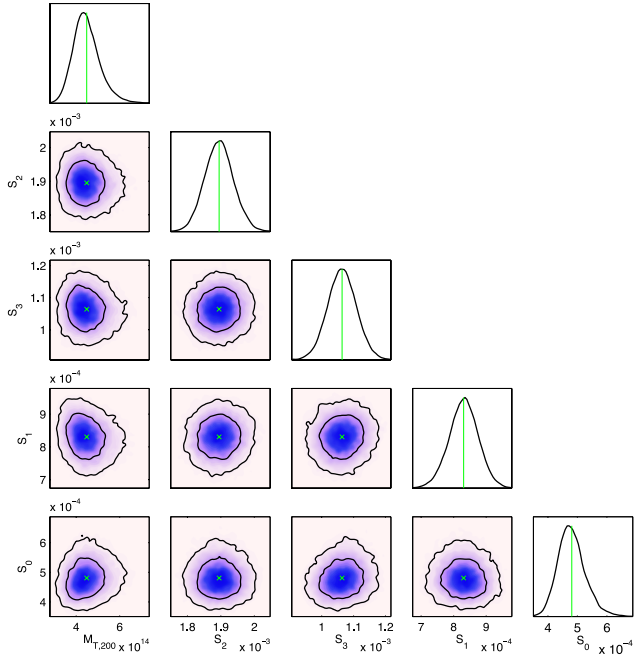 x 10⁻³
2
1.9
1.8
S₂
x 10⁻³
1.2
1.1
1
S₃
x 10⁻⁴
9
8
7
S₁
x 10⁻⁴
6
5
4
S₀
4 6
M_T,200 x 10¹⁴
1.8 1.9 2
S₂ x 10⁻³
1 1.1 1.2
S₃ x 10⁻³
7 8 9
S₁ x 10⁻⁴
4 5 6
S₀ x 10⁻⁴